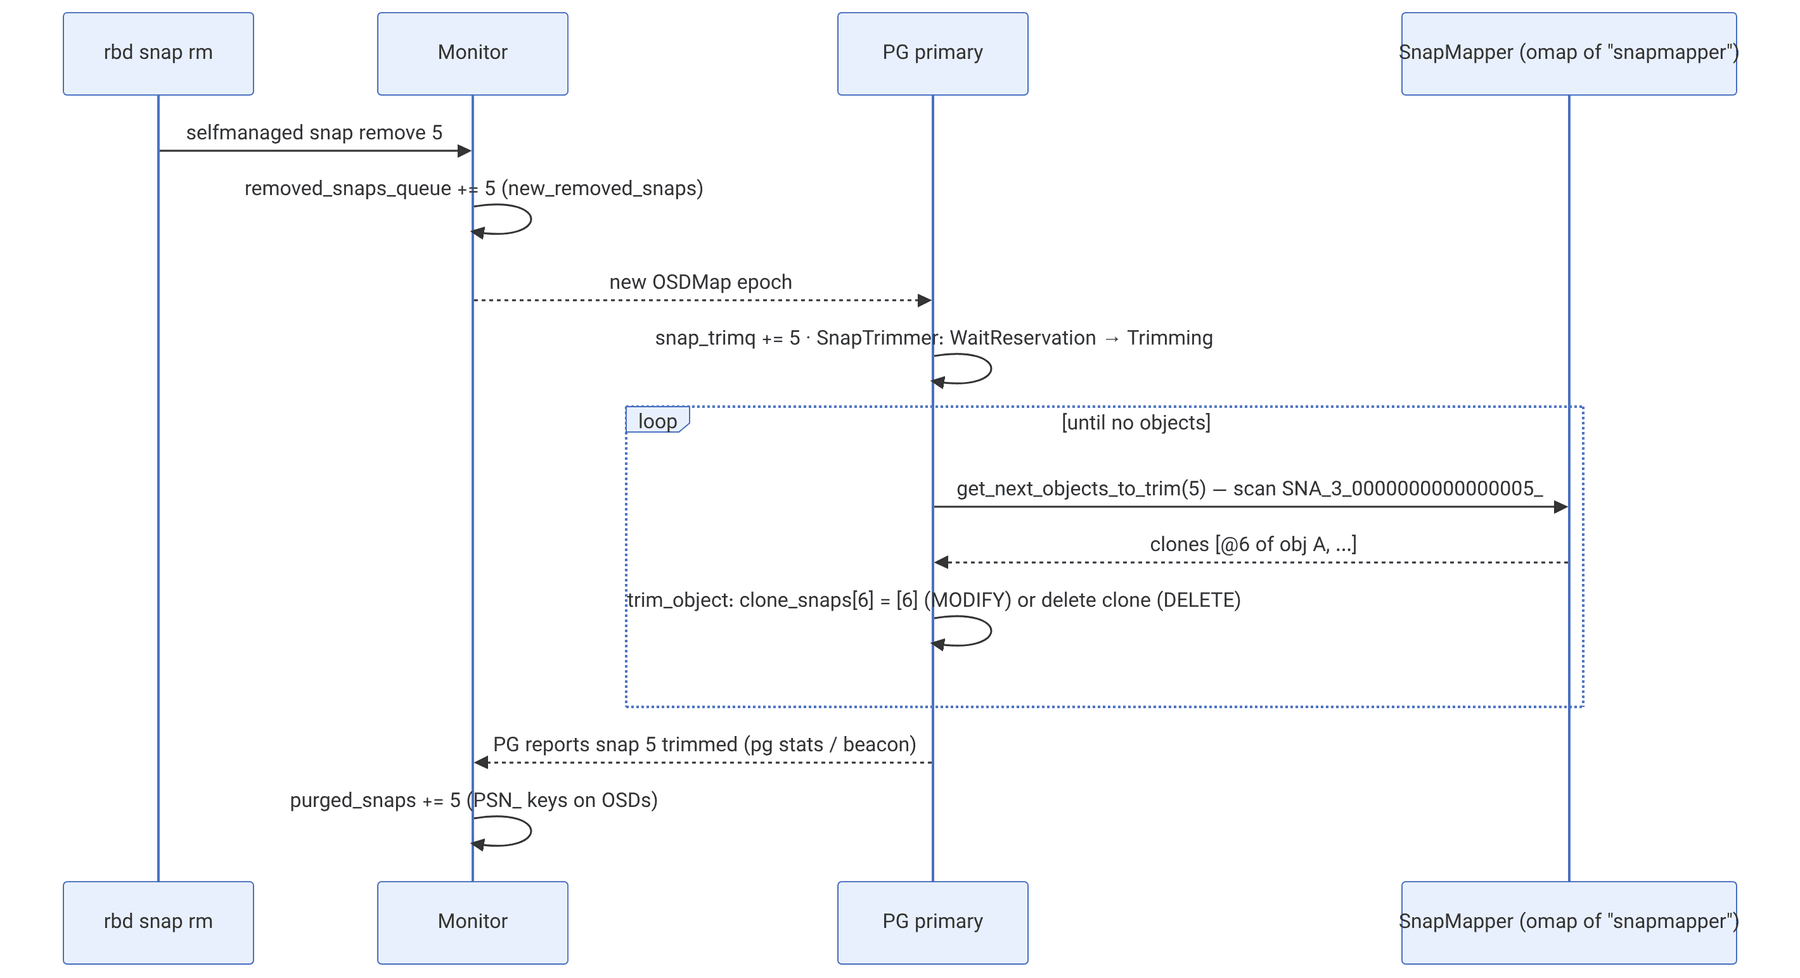 rbd snap rm
Monitor
PG primary
SnapMapper (omap of "snapmapper")
selfmanaged snap remove 5
removed_snaps_queue += 5 (new_removed_snaps)
new OSDMap epoch
snap_trimq += 5 · SnapTrimmer: WaitReservation → Trimming
loop
[until no objects]
get_next_objects_to_trim(5) — scan SNA_3_0000000000000005_
clones [@6 of obj A, ...]
trim_object: clone_snaps[6] = [6] (MODIFY) or delete clone (DELETE)
PG reports snap 5 trimmed (pg stats / beacon)
purged_snaps += 5 (PSN_ keys on OSDs)
rbd snap rm
Monitor
PG primary
SnapMapper (omap of "snapmapper")